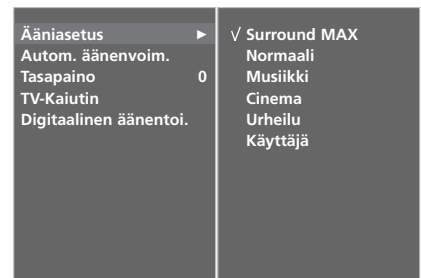 Ääniasetus ►
Autom. äänenvoim.
Tasapaino 0
TV-Kaiutin
Digitaalinen äänentoi.
√ Surround MAX
Normaali
Musiikki
Cinema
Urheilu
Käyttäjä